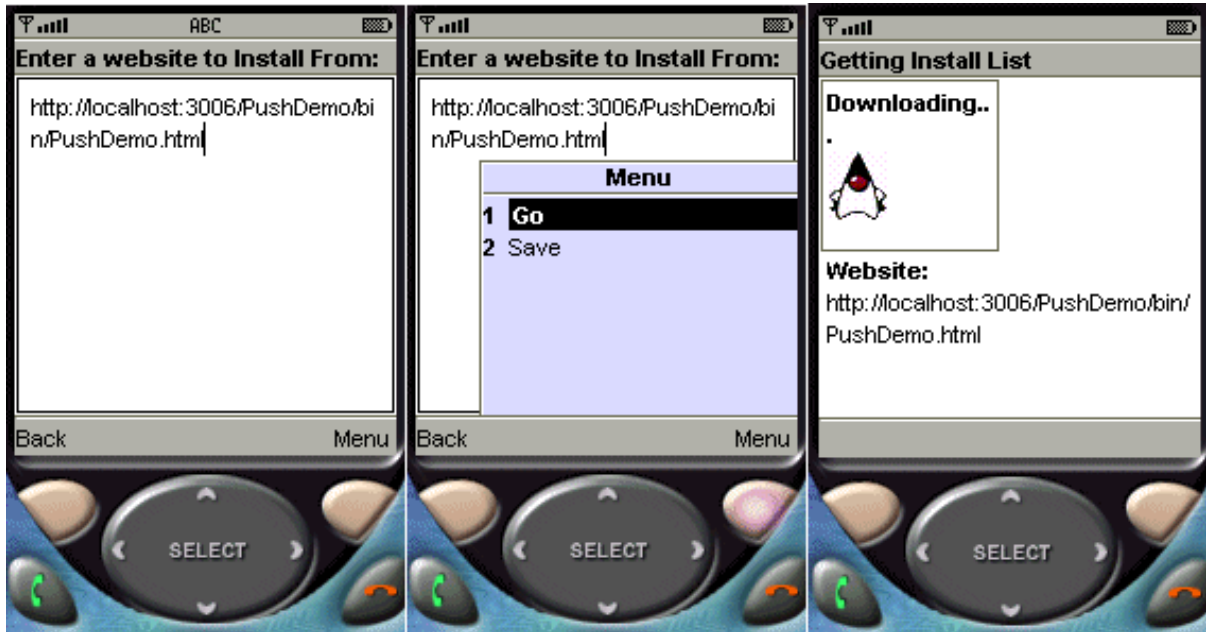 ABC
Enter a website to Install From:
http://localhost:3006/PushDemo/bi
n/PushDemo.html
Back Menu
SELECT
Enter a website to Install From:
http://localhost:3006/PushDemo/bi
n/PushDemo.html
Menu
1 Go
2 Save
Back Menu
SELECT
Getting Install List
Downloading..
.
Website:
http://localhost:3006/PushDemo/bin/
PushDemo.html
SELECT